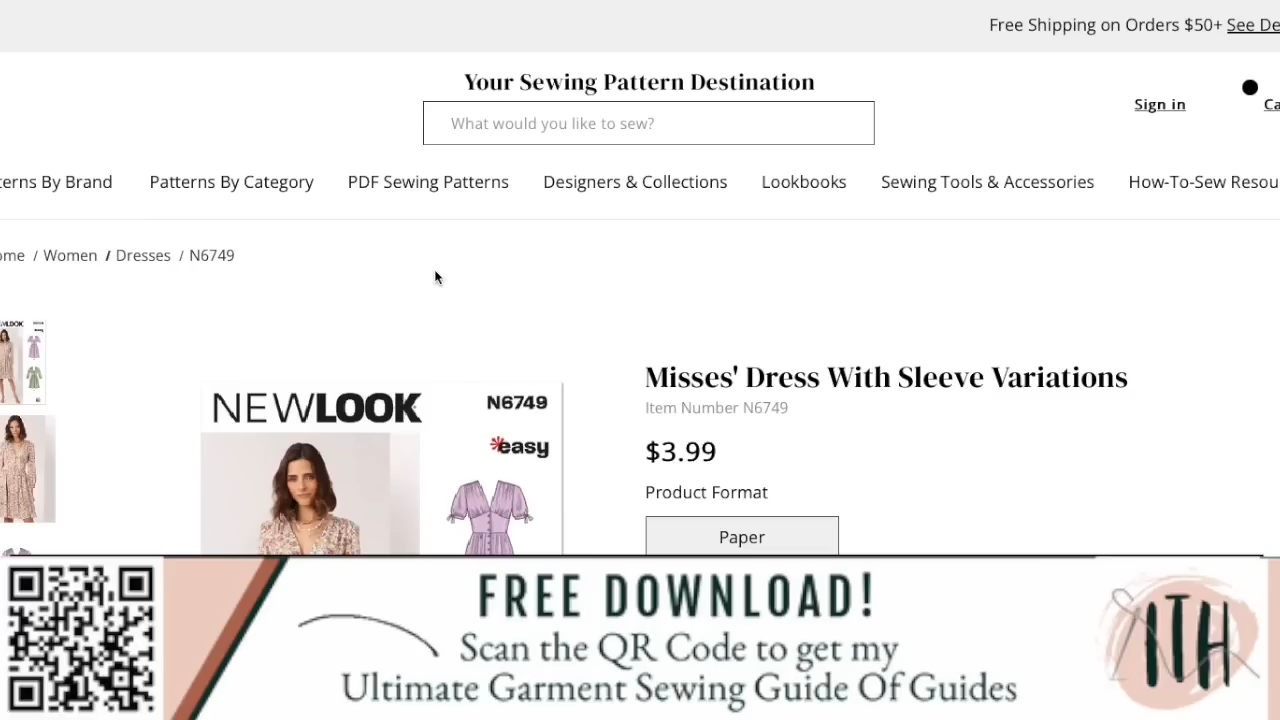 Free Shipping on Orders $50+ See De
Your Sewing Pattern Destination
What would you like to sew?
Sign in
Ca
terns By Brand
Patterns By Category
PDF Sewing Patterns
Designers & Collections
Lookbooks
Sewing Tools & Accessories
How-To-Sew Resou
ome / Women / Dresses / N6749
NEWLOOK
N6749
easy
Misses' Dress With Sleeve Variations
Item Number N6749
$3.99
Product Format
Paper
FREE DOWNLOAD!
Scan the QR Code to get my
Ultimate Garment Sewing Guide Of Guides
ITH